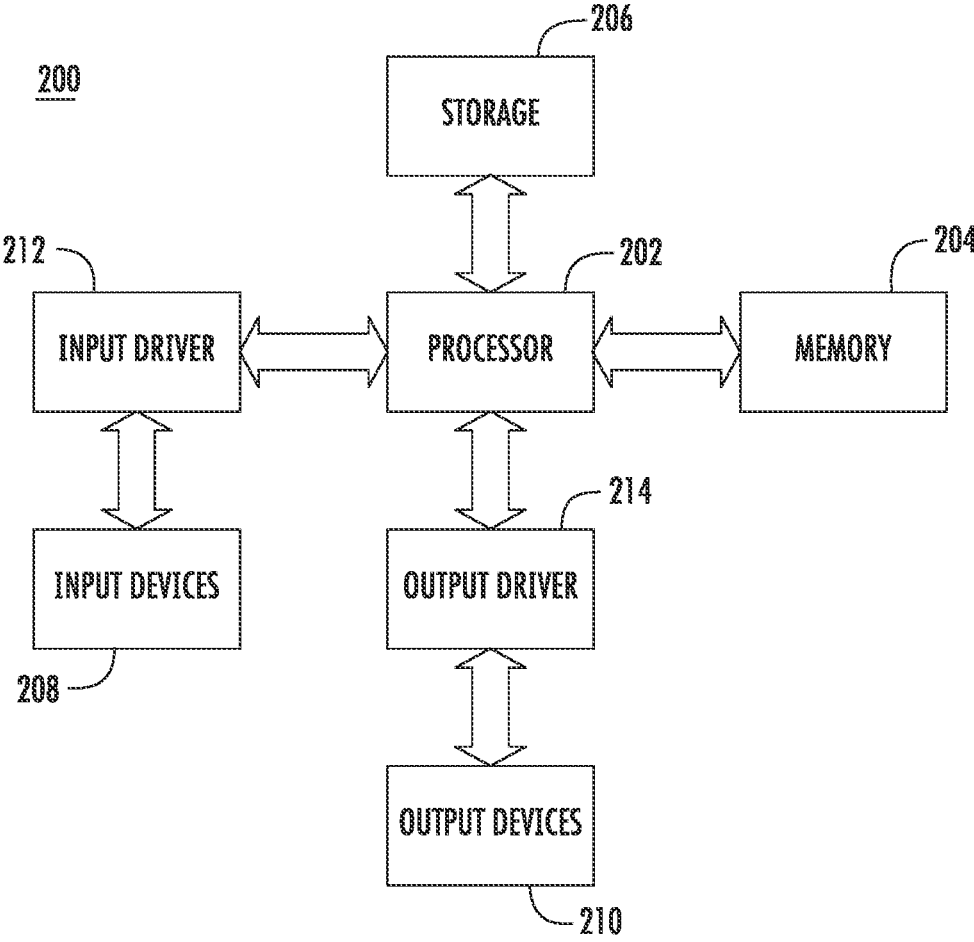 206
200
STORAGE
212
202
204
INPUT DRIVER
PROCESSOR
MEMORY
214
INPUT DEVICES
OUTPUT DRIVER
208
OUTPUT DEVICES
210